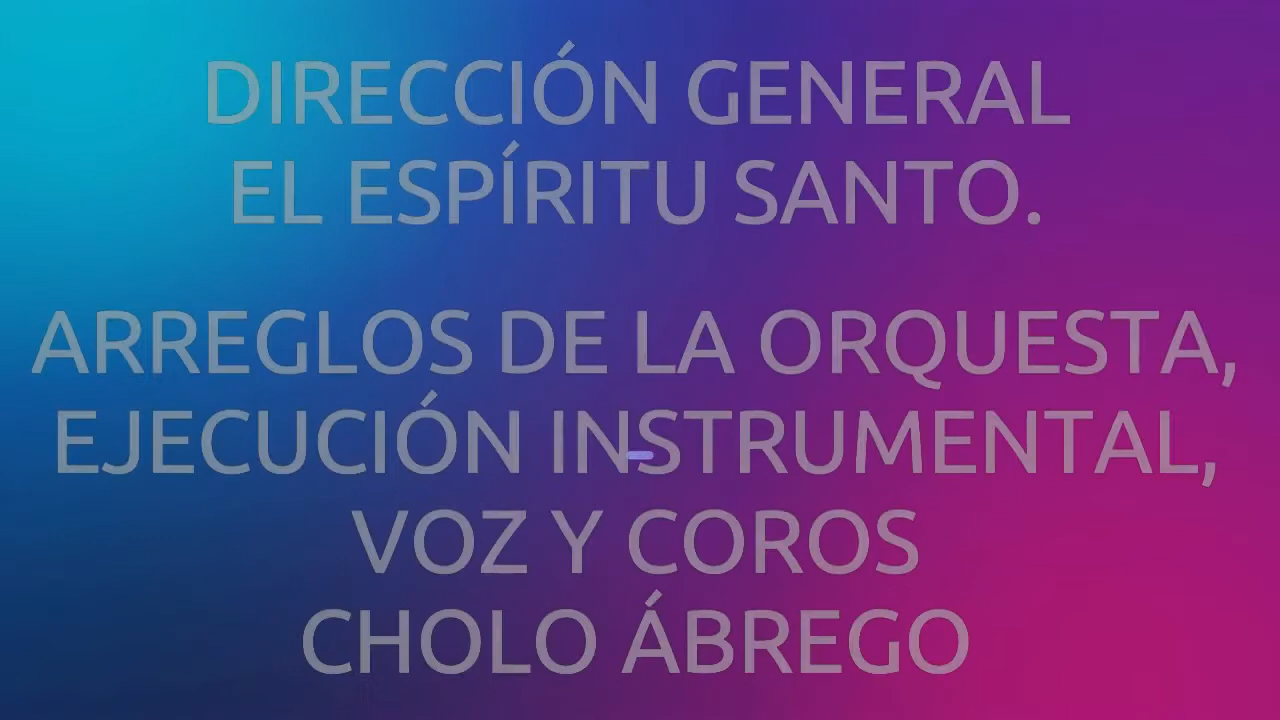 DIRECCIÓN GENERAL
EL ESPÍRITU SANTO.
ARREGLOS DE LA ORQUESTA,
EJECUCIÓN INSTRUMENTAL,
VOZ Y COROS
CHOLO ÁBREGO